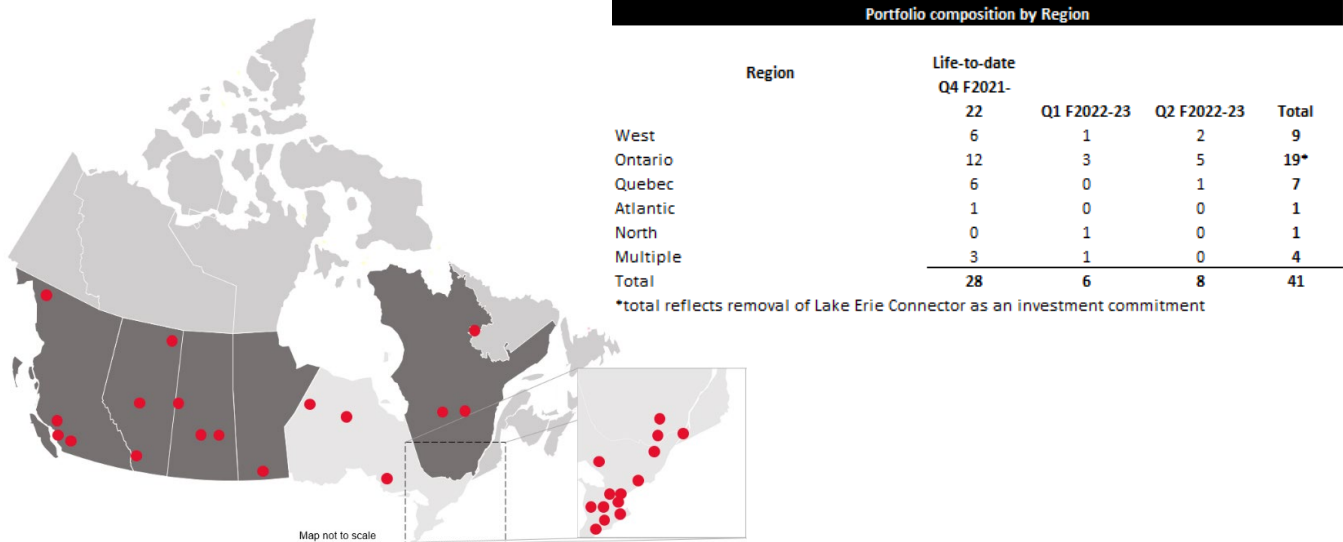 Portfolio composition by Region
Region
Life-to-date
Q4 F2021-
22 Q1 F2022-23 Q2 F2022-23 Total
West 6 1 2 9
Ontario 12 3 5 19*
Quebec 6 0 1 7
Atlantic 1 0 0 1
North 0 1 0 1
Multiple 3 1 0 4
Total 28 6 8 41
*total reflects removal of Lake Erie Connector as an investment commitment
Map not to scale